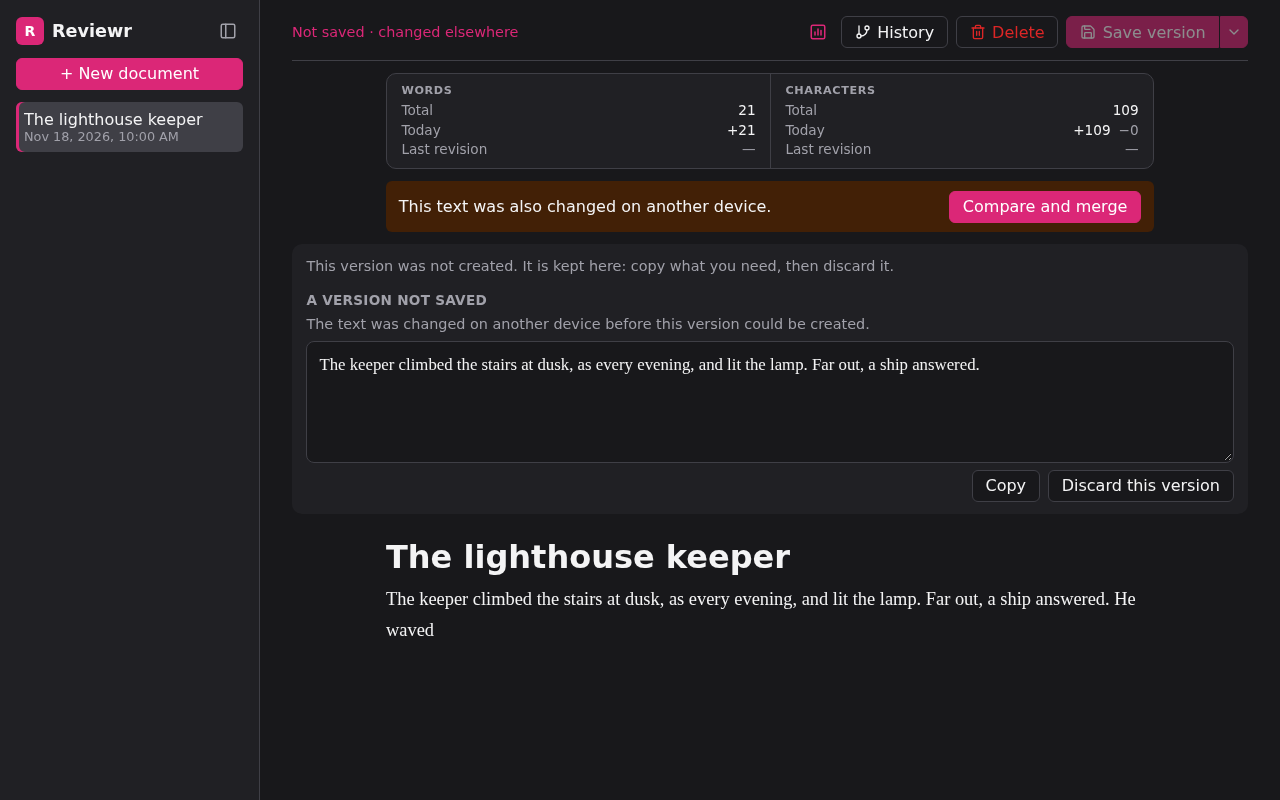 R Reviewr
+ New document
The lighthouse keeper
Nov 18, 2026, 10:00 AM
Not saved · changed elsewhere
History
Delete
Save version
WORDS
Total 21
Today +21
Last revision —
CHARACTERS
Total 109
Today +109 −0
Last revision —
This text was also changed on another device.
Compare and merge
This version was not created. It is kept here: copy what you need, then discard it.
A VERSION NOT SAVED
The text was changed on another device before this version could be created.
The keeper climbed the stairs at dusk, as every evening, and lit the lamp. Far out, a ship answered.
Copy
Discard this version
The lighthouse keeper
The keeper climbed the stairs at dusk, as every evening, and lit the lamp. Far out, a ship answered. He
waved